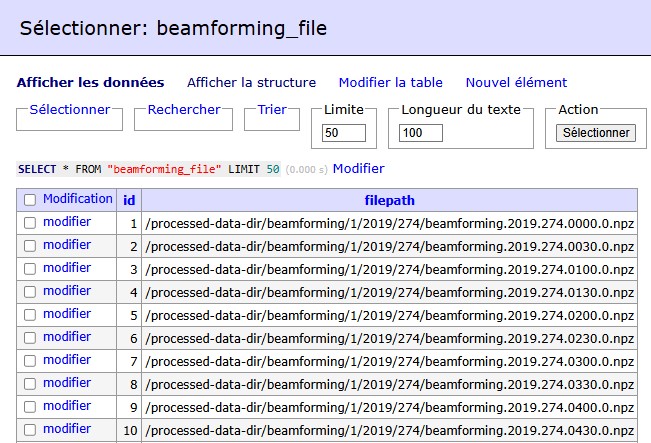 Sélectionner: beamforming_file
Afficher les données Afficher la structure Modifier la table Nouvel élément
Sélectionner Rechercher Trier Limite Longueur du texte Action
50 100 Sélectionner
SELECT * FROM "beamforming_file" LIMIT 50 (0.000 s) Modifier
Modification id filepath
modifier 1 /processed-data-dir/beamforming/1/2019/274/beamforming.2019.274.0000.0.npz
modifier 2 /processed-data-dir/beamforming/1/2019/274/beamforming.2019.274.0030.0.npz
modifier 3 /processed-data-dir/beamforming/1/2019/274/beamforming.2019.274.0100.0.npz
modifier 4 /processed-data-dir/beamforming/1/2019/274/beamforming.2019.274.0130.0.npz
modifier 5 /processed-data-dir/beamforming/1/2019/274/beamforming.2019.274.0200.0.npz
modifier 6 /processed-data-dir/beamforming/1/2019/274/beamforming.2019.274.0230.0.npz
modifier 7 /processed-data-dir/beamforming/1/2019/274/beamforming.2019.274.0300.0.npz
modifier 8 /processed-data-dir/beamforming/1/2019/274/beamforming.2019.274.0330.0.npz
modifier 9 /processed-data-dir/beamforming/1/2019/274/beamforming.2019.274.0400.0.npz
modifier 10 /processed-data-dir/beamforming/1/2019/274/beamforming.2019.274.0430.0.npz